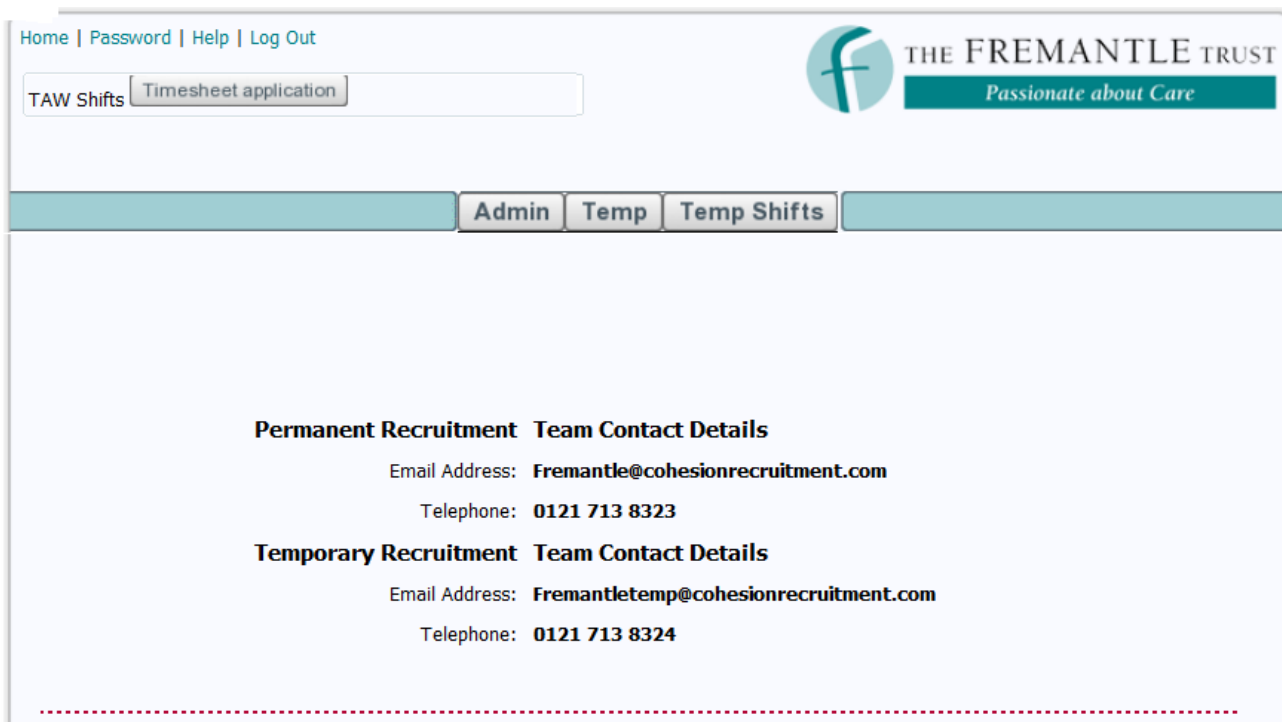 Home | Password | Help | Log Out
THE FREMANTLE TRUST
Passionate about Care
TAW Shifts Timesheet application
Admin Temp Temp Shifts
Permanent Recruitment Team Contact Details
Email Address: Fremantle@cohesionrecruitment.com
Telephone: 0121 713 8323
Temporary Recruitment Team Contact Details
Email Address: Fremantletemp@cohesionrecruitment.com
Telephone: 0121 713 8324